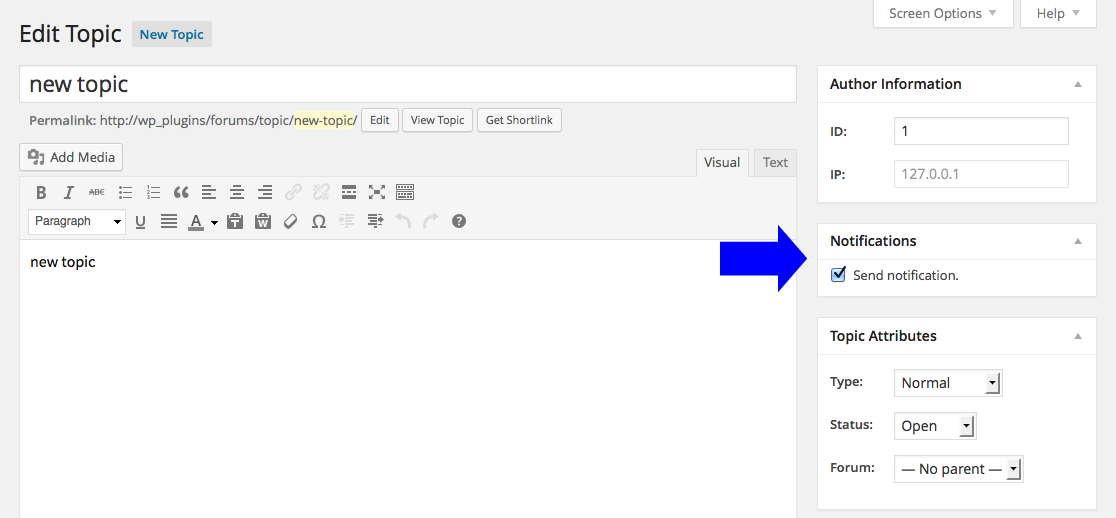 Screen Options Help
Edit Topic New Topic
new topic
Permalink: http://wp_plugins/forums/topic/new-topic/ Edit View Topic Get Shortlink
Add Media Visual Text
B I ABC
Paragraph U A T W Ω ?
new topic
Author Information
ID: 1
IP: 127.0.0.1
Notifications
Send notification.
Topic Attributes
Type: Normal
Status: Open
Forum: — No parent —